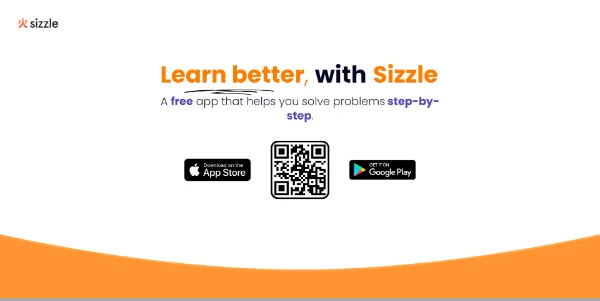 sizzle
Learn better, with Sizzle
A free app that helps you solve problems step-by-
step.
Download on the
App Store
GET IT ON
Google Play